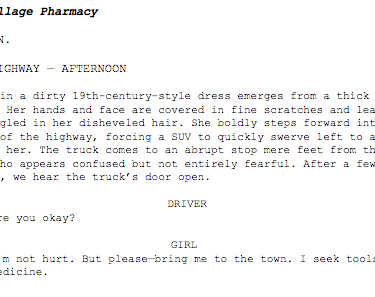 llage Pharmacy
N.
IGHWAY — AFTERNOON
in a dirty 19th-century-style dress emerges from a thick
Her hands and face are covered in fine scratches and lea
gled in her disheveled hair. She boldly steps forward int
of the highway, forcing a SUV to quickly swerve left to a
her. The truck comes to an abrupt stop mere feet from th
ho appears confused but not entirely fearful. After a few
, we hear the truck's door open.
DRIVER
re you okay?
GIRL
m not hurt. But please—bring me to the town. I seek tools
edicine.